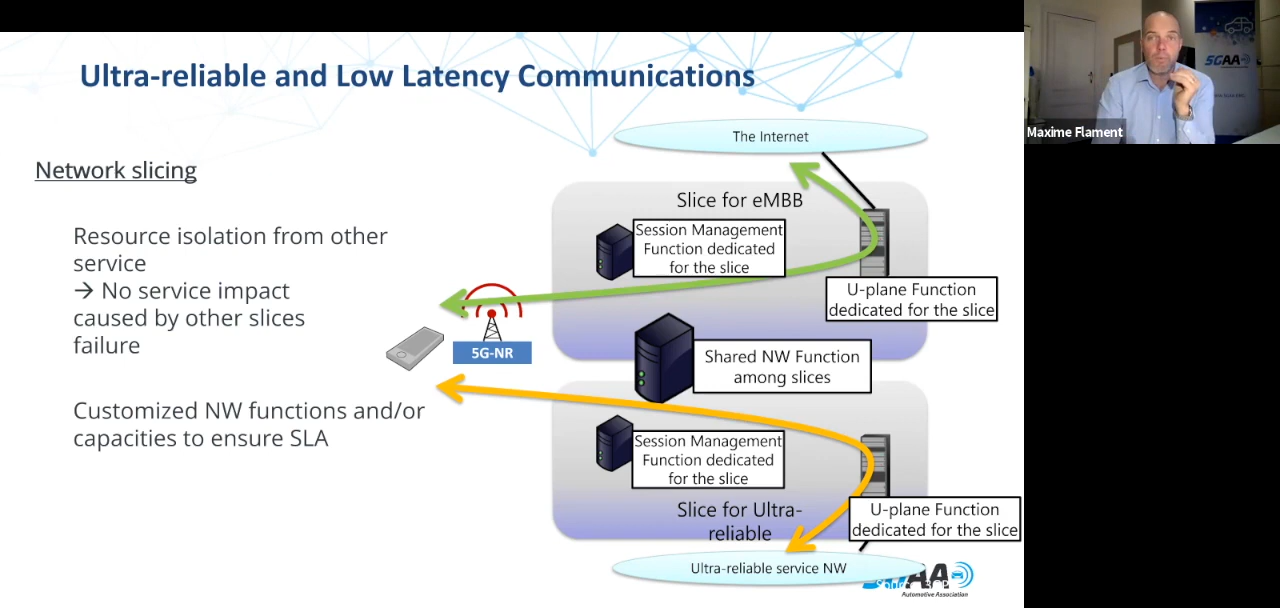 Ultra-reliable and Low Latency Communications
Network slicing
Resource isolation from other
service
→ No service impact
caused by other slices
failure
Customized NW functions and/or
capacities to ensure SLA
The Internet
Slice for eMBB
Session Management
Function dedicated
for the slice
U-plane Function
dedicated for the slice
5G-NR
Shared NW Function
among slices
Session Management
Function dedicated
for the slice
Slice for Ultra-
reliable
U-plane Function
dedicated for the slice
Ultra-reliable service NW
Automotive Association
Maxime Flament
5GAA